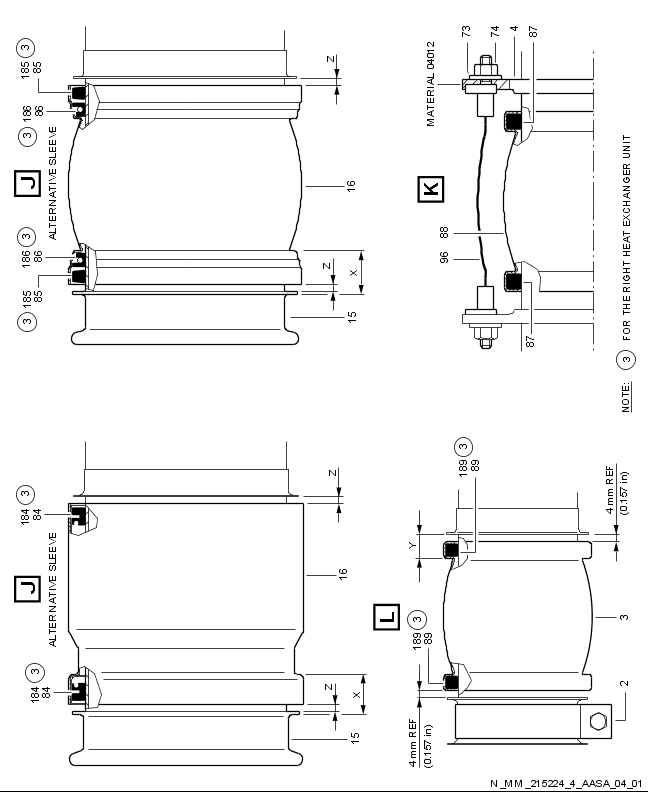 J
ALTERNATIVE SLEEVE
3
185
85
186
86
3
3
186
86
185
85
3
Z
16
Z
X
15
K
MATERIAL 04012
73
74
4
87
88
96
87
NOTE: 3 FOR THE RIGHT HEAT EXCHANGER UNIT
J
ALTERNATIVE SLEEVE
3
184
84
3
184
84
Z
16
Z
X
15
L
3
189
89
3
189
89
Y
4 mm REF
(0.157 in)
3
2
4 mm REF
(0.157 in)
N_MM_215224_4_AASA_04_01